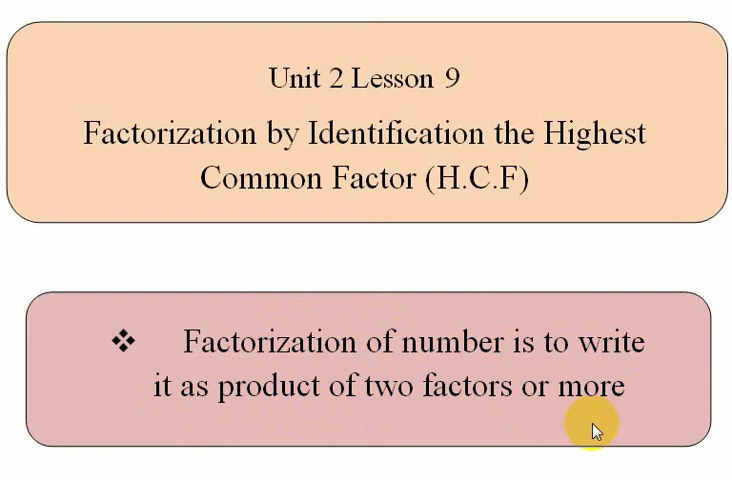 Unit 2 Lesson 9
Factorization by Identification the Highest
Common Factor (H.C.F)
❖ Factorization of number is to write
it as product of two factors or more